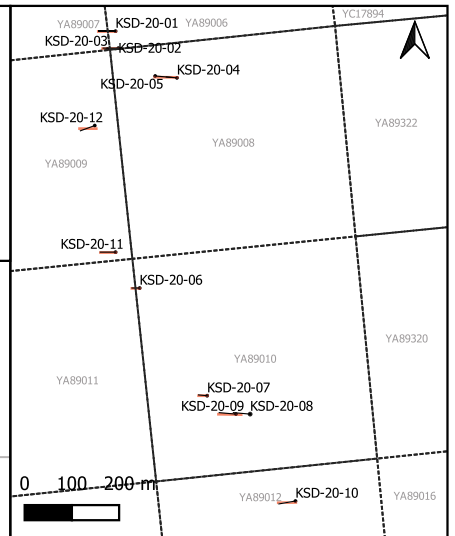 YC17894
YA89007
KSD-20-01
YA89006
KSD-20-03
KSD-20-02
KSD-20-04
KSD-20-05
KSD-20-12
YA89322
YA89008
YA89009
KSD-20-11
KSD-20-06
YA89320
YA89010
YA89011
KSD-20-07
KSD-20-09
KSD-20-08
0 100 200 m
YA89012
KSD-20-10
YA89016